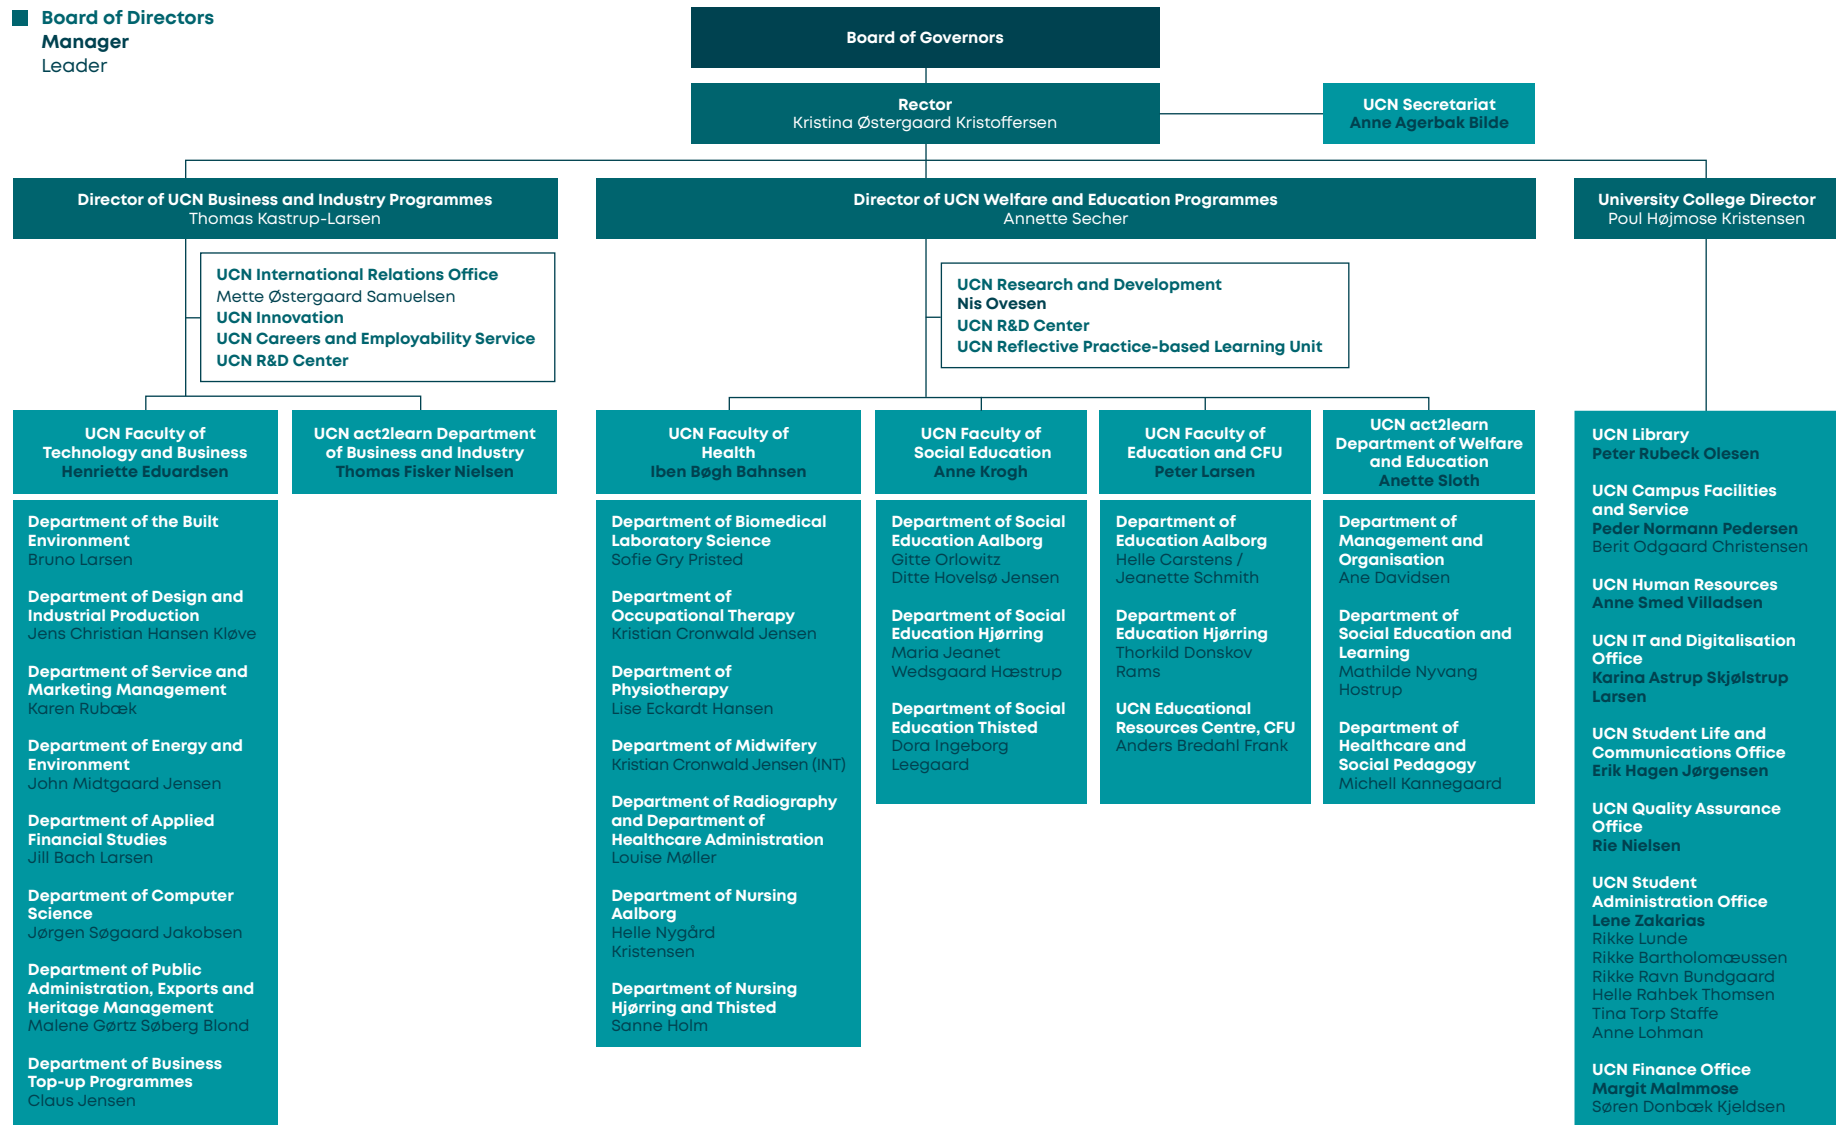 Board of Directors
Manager
Leader
Board of Governors
Rector
Kristina Østergaard Kristoffersen
UCN Secretariat
Anne Agerbak Bilde
Director of UCN Business and Industry Programmes
Thomas Kastrup-Larsen
Director of UCN Welfare and Education Programmes
Annette Secher
University College Director
Poul Højmose Kristensen
UCN International Relations Office
Mette Østergaard Samuelsen
UCN Innovation
UCN Careers and Employability Service
UCN R&D Center
UCN Research and Development
Nis Ovesen
UCN R&D Center
UCN Reflective Practice-based Learning Unit
UCN Faculty of
Technology and Business
Henriette Eduardsen
UCN act2learn Department
of Business and Industry
Thomas Fisker Nielsen
UCN Faculty of
Health
Iben Bøgh Bahnsen
UCN Faculty of
Social Education
Anne Krogh
UCN Faculty of
Education and CFU
Peter Larsen
UCN act2learn
Department of Welfare
and Education
Anette Sloth
Department of the Built
Environment
Bruno Larsen
Department of Design and
Industrial Production
Jens Christian Hansen Kløve
Department of Service and
Marketing Management
Karen Rubæk
Department of Energy and
Environment
John Midtgaard Jensen
Department of Applied
Financial Studies
Jill Bach Larsen
Department of Computer
Science
Jørgen Søgaard Jakobsen
Department of Public
Administration, Exports and
Heritage Management
Malene Gørtz Søberg Blond
Department of Business
Top-up Programmes
Claus Jensen
Department of Biomedical
Laboratory Science
Sofie Gry Pristed
Department of
Occupational Therapy
Kristian Cronwald Jensen
Department of
Physiotherapy
Lise Eckardt Hansen
Department of Midwifery
Kristian Cronwald Jensen (INT)
Department of Radiography
and Department of
Healthcare Administration
Louise Møller
Department of Nursing
Aalborg
Helle Nygård
Kristensen
Department of Nursing
Hjørring and Thisted
Sanne Holm
Department of Social
Education Aalborg
Gitte Orlowitz
Ditte Hovelsø Jensen
Department of Social
Education Hjørring
Maria Jeanet
Wedsgaard Hæstrup
Department of Social
Education Thisted
Dora Ingeborg
Leegaard
Department of
Education Aalborg
Helle Carstens /
Jeanette Schmith
Department of
Education Hjørring
Thorkild Donskov
Rams
UCN Educational
Resources Centre, CFU
Anders Bredahl Frank
Department of
Management and
Organisation
Ane Davidsen
Department of
Social Education and
Learning
Mathilde Nyvang
Hostrup
Department of
Healthcare and
Social Pedagogy
Michell Kannegaard
UCN Library
Peter Rubeck Olesen
UCN Campus Facilities
and Service
Peder Normann Pedersen
Berit Odgaard Christensen
UCN Human Resources
Anne Smed Villadsen
UCN IT and Digitalisation
Office
Karina Astrup Skjølstrup
Larsen
UCN Student Life and
Communications Office
Erik Hagen Jørgensen
UCN Quality Assurance
Office
Rie Nielsen
UCN Student
Administration Office
Lene Zakarias
Rikke Lunde
Rikke Bartholomæussen
Rikke Ravn Bundgaard
Helle Rahbek Thomsen
Tina Torp Staffe
Anne Lohman
UCN Finance Office
Margit Malmmose
Søren Donbæk Kjeldsen